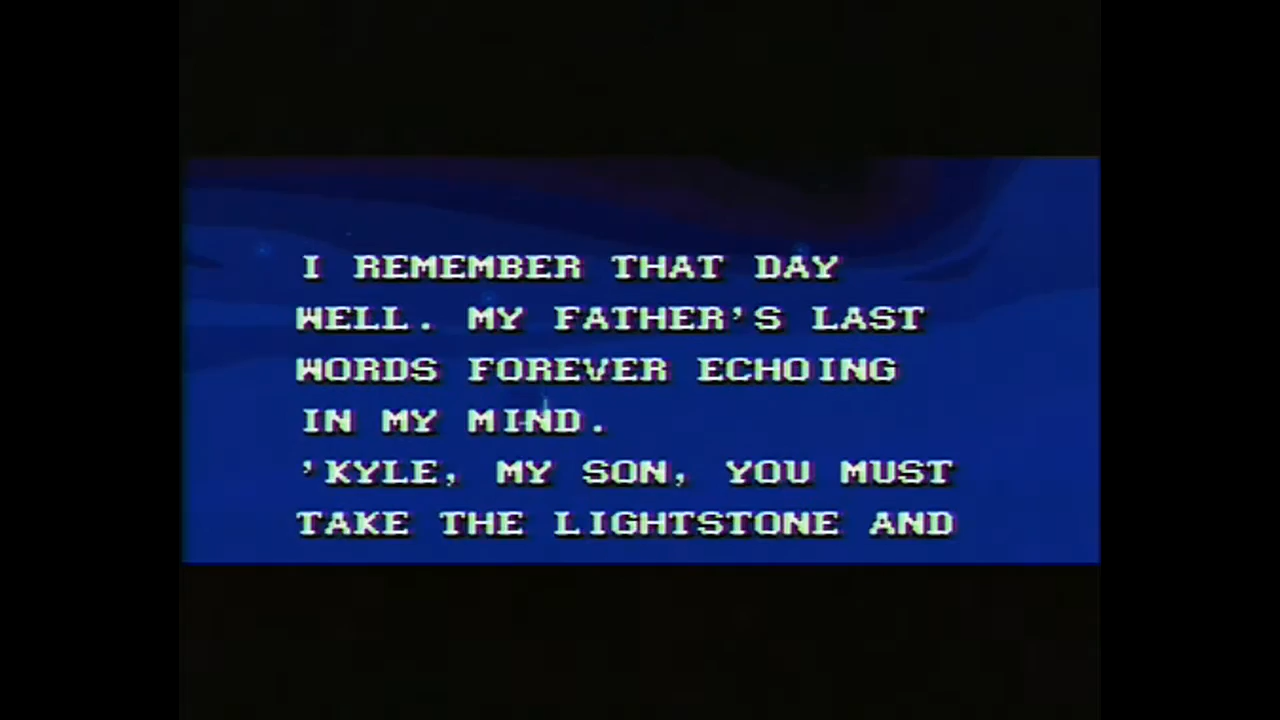 I REMEMBER THAT DAY
WELL. MY FATHER'S LAST
WORDS FOREVER ECHOING
IN MY MIND.
'KYLE, MY SON, YOU MUST
TAKE THE LIGHTSTONE AND